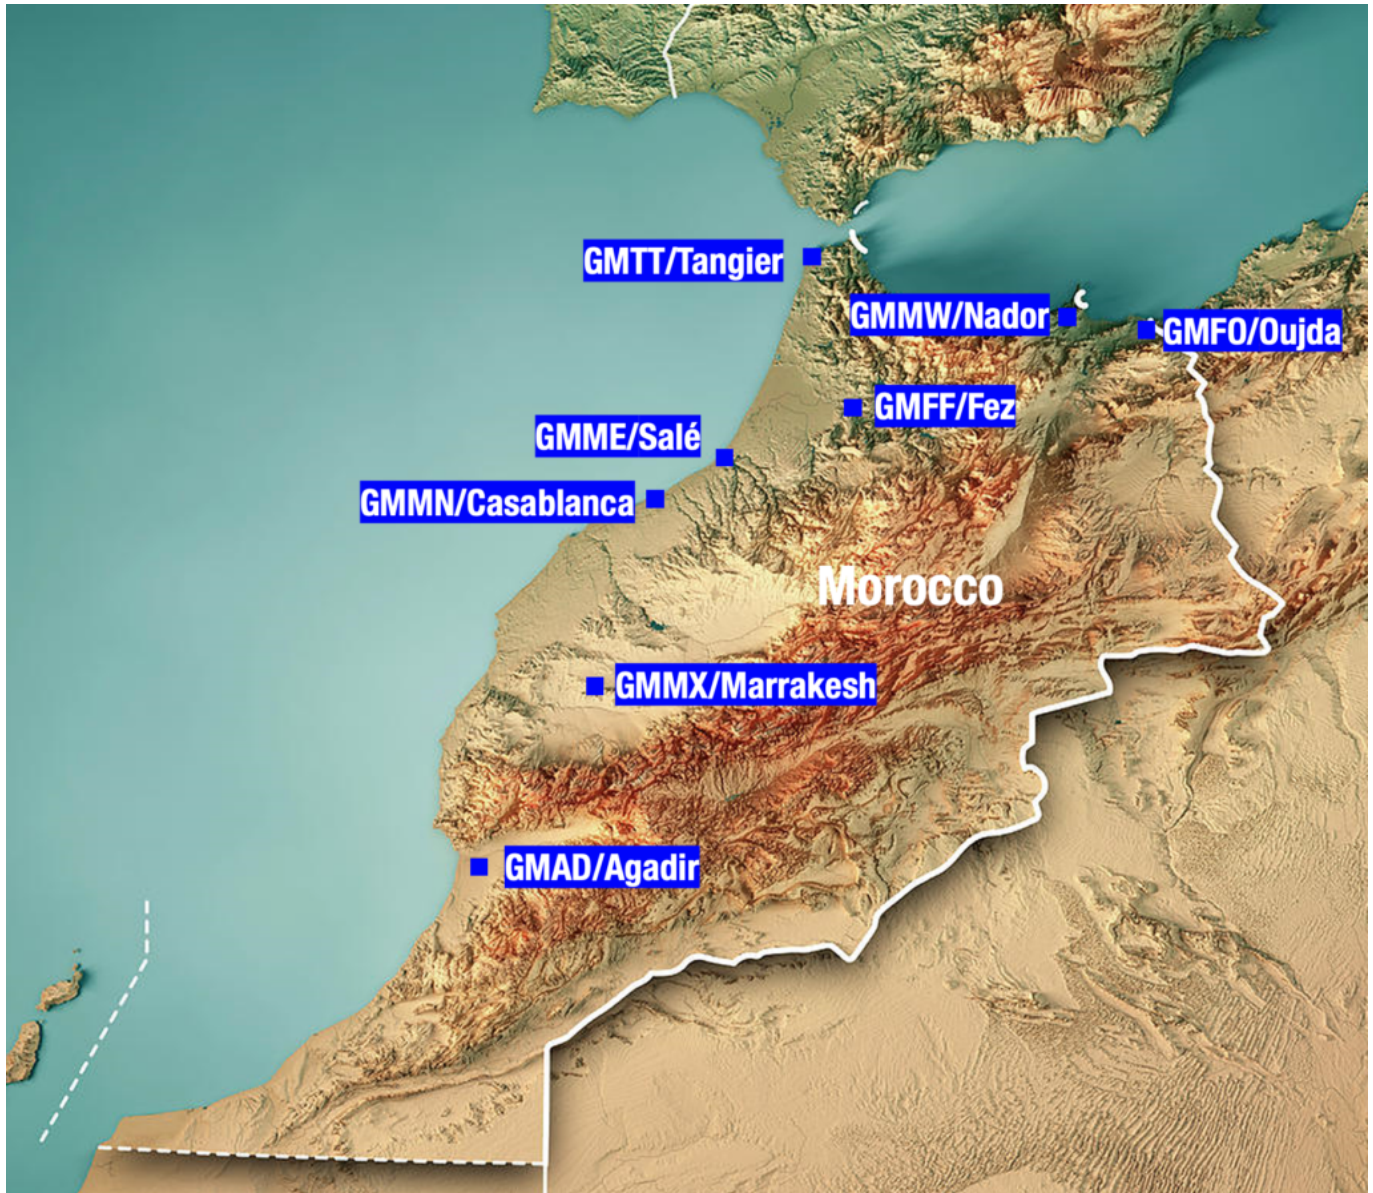 GMTT/Tangier
GMMW/Nador
GMFO/Oujda
GMFF/Fez
GMME/Salé
GMMN/Casablanca
Morocco
GMMX/Marrakesh
GMAD/Agadir